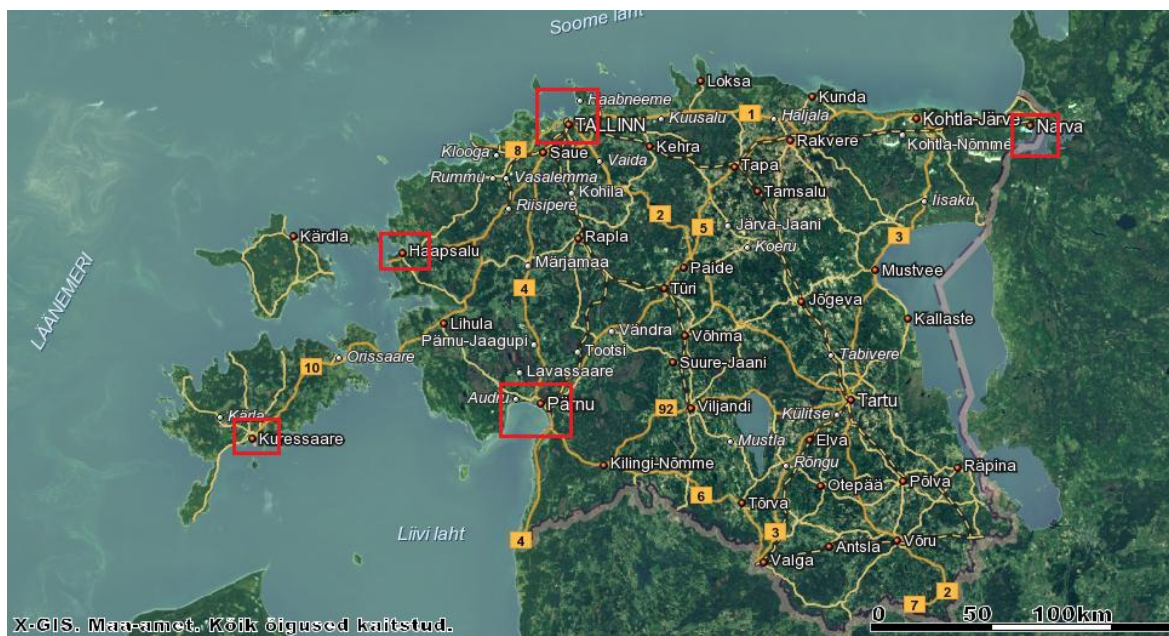 Soome laht
Loksa
Haabneeme
Kunda
TALLINN
Kuusalu
1
Haljala
Kohtla-Järve
Narva
Klooga
8
Saue
Vaida
Kehra
Rakvere
Kohtla-Nõmme
Rummu
Vasalemma
Kohila
Tapa
Tamsalu
Iisaku
Riisipere
2
5
Järva-Jaani
Kärdla
Rapla
Koeru
3
Haapsalu
Märjamaa
Paide
Mustvee
LÄÄNEMERI
4
Türi
Jõgeva
Kallaste
Lihula
Vändra
Võhma
Pärnu-Jaagupi
Tootsi
Tabivere
Orissaare
10
Suure-Jaani
Lavassaare
Audru
Pärnu
92
Viljandi
Tartu
Kärla
Külitse
Kuressaare
Mustla
Elva
Kilingi-Nõmme
Rõngu
Räpina
Otepää
Põlva
6
Tõrva
Liivi laht
4
3
Võru
Antsla
Valga
2
7
0 50 100km
X-GIS. Maa-amet. Kõik õigused kaitstud.